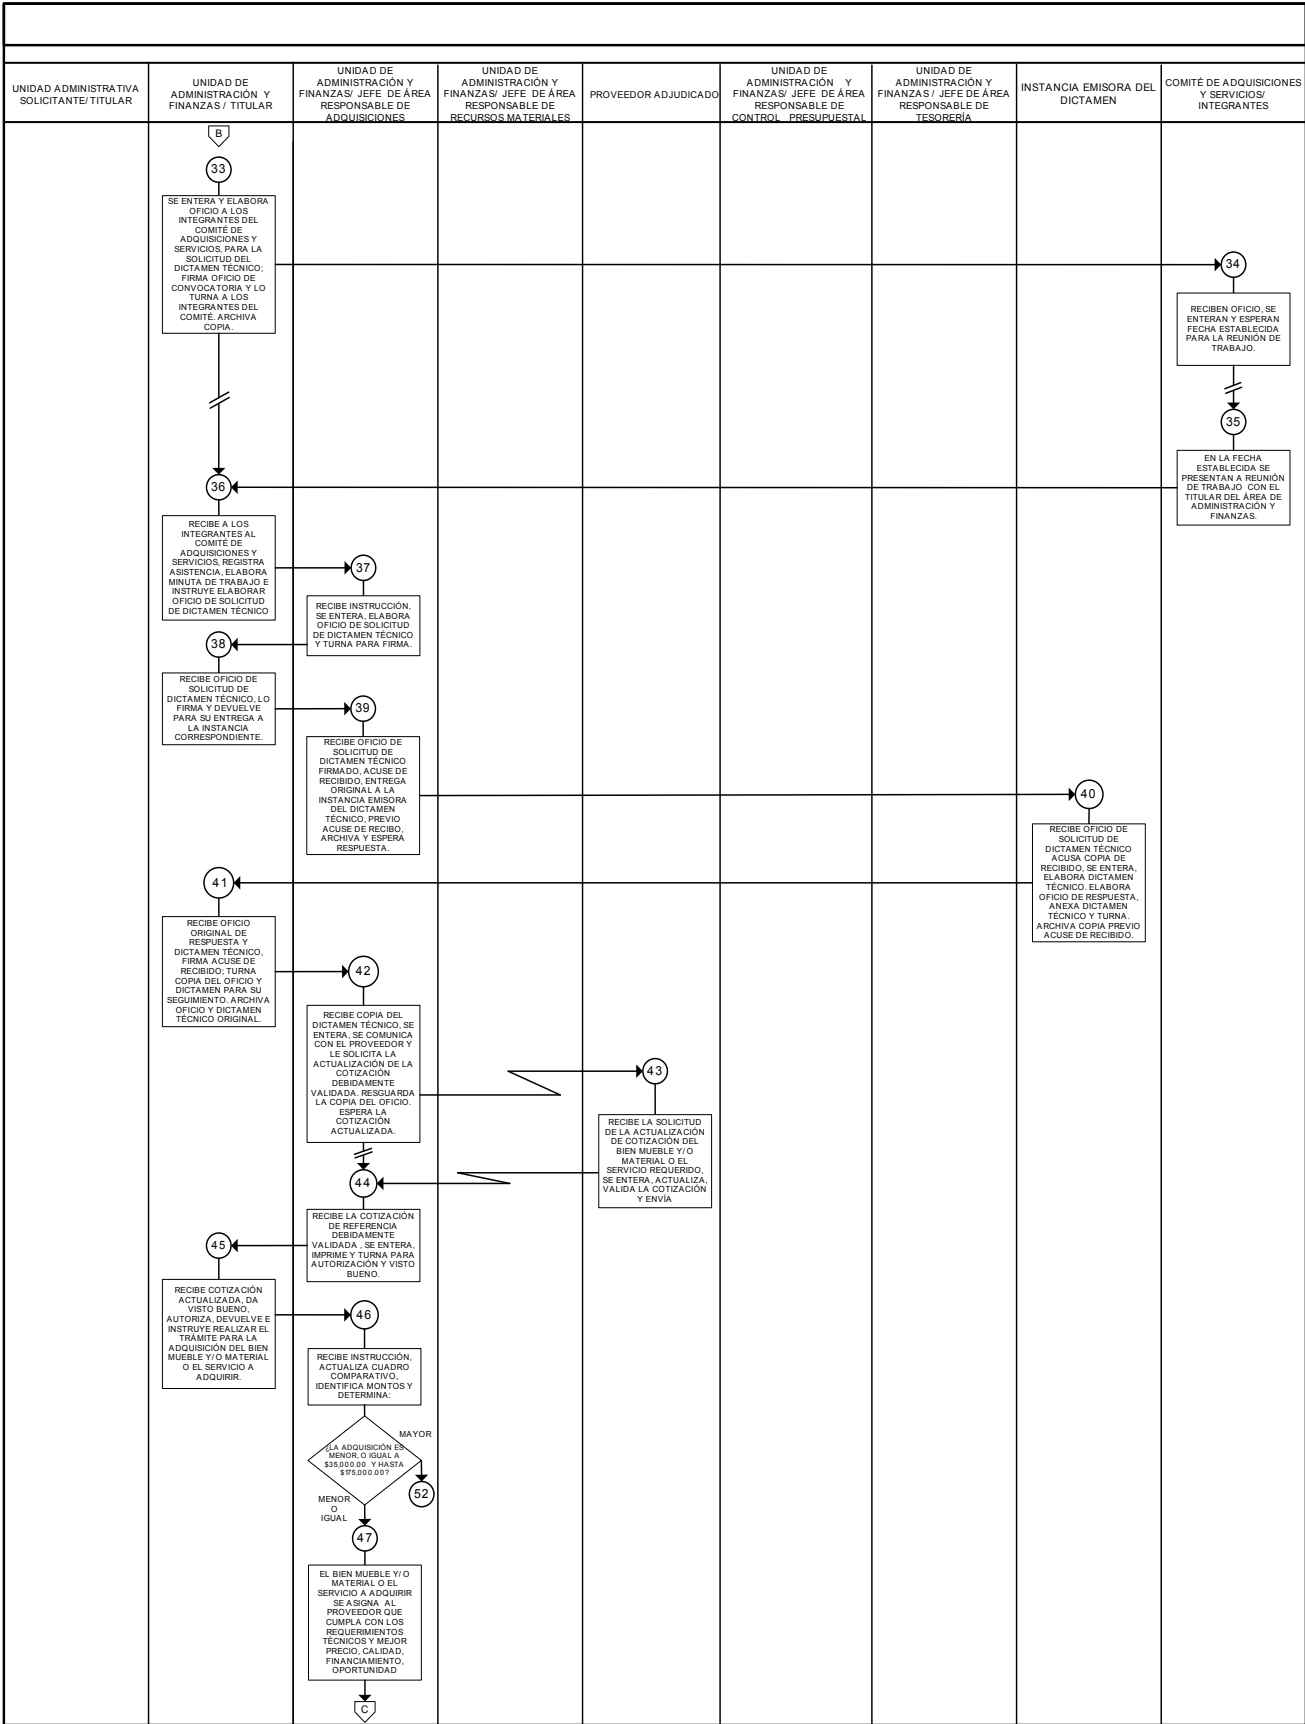 UNIDAD ADMINISTRATIVA
SOLICITANTE/ TITULAR
UNIDAD DE
ADMINISTRACIÓN Y
FINANZAS / TITULAR
UNIDAD DE
ADMINISTRACIÓN Y
FINANZAS/ JEFE DE ÁREA
RESPONSABLE DE
ADQUISICIONES
UNIDAD DE
ADMINISTRACIÓN Y
FINANZAS/ JEFE DE ÁREA
RESPONSABLE DE
RECURSOS MATERIALES
PROVEEDOR ADJUDICADO
UNIDAD DE
ADMINISTRACIÓN Y
FINANZAS/ JEFE DE ÁREA
RESPONSABLE DE
CONTROL PRESUPUESTAL
UNIDAD DE
ADMINISTRACIÓN Y
FINANZAS / JEFE DE ÁREA
RESPONSABLE DE
TESORERÍA
INSTANCIA EMISORA DEL
DICTAMEN
COMITÉ DE ADQUISICIONES
Y SERVICIOS/
INTEGRANTES
B
33
SE ENTERA Y ELABORA
OFICIO A LOS
INTEGRANTES DEL
COMITÉ DE
ADQUISICIONES Y
SERVICIOS, PARA LA
SOLICITUD DEL
DICTAMEN TÉCNICO;
FIRMA OFICIO DE
CONVOCATORIA Y LO
TURNA A LOS
INTEGRANTES DEL
COMITÉ. ARCHIVA
COPIA.
34
RECIBEN OFICIO, SE
ENTERAN Y ESPERAN
FECHA ESTABLECIDA
PARA LA REUNIÓN DE
TRABAJO.
35
EN LA FECHA
ESTABLECIDA SE
PRESENTAN A REUNIÓN
DE TRABAJO CON EL
TITULAR DEL ÁREA DE
ADMINISTRACIÓN Y
FINANZAS.
36
RECIBE A LOS
INTEGRANTES AL
COMITÉ DE
ADQUISICIONES Y
SERVICIOS, REGISTRA
ASISTENCIA, ELABORA
MINUTA DE TRABAJO E
INSTRUYE ELABORAR
OFICIO DE SOLICITUD
DE DICTAMEN TÉCNICO
37
RECIBE INSTRUCCIÓN,
SE ENTERA, ELABORA
OFICIO DE SOLICITUD
DE DICTAMEN TÉCNICO
Y TURNA PARA FIRMA.
38
RECIBE OFICIO DE
SOLICITUD DE
DICTAMEN TÉCNICO, LO
FIRMA Y DEVUELVE
PARA SU ENTREGA A
LA INSTANCIA
CORRESPONDIENTE.
39
RECIBE OFICIO DE
SOLICITUD DE
DICTAMEN TÉCNICO
FIRMADO, ACUSE DE
RECIBIDO, ENTREGA
ORIGINAL A LA
INSTANCIA EMISORA
DEL DICTAMEN
TÉCNICO, PREVIO
ACUSE DE RECIBO,
ARCHIVA Y ESPERA
RESPUESTA.
40
RECIBE OFICIO DE
SOLICITUD DE
DICTAMEN TÉCNICO
ACUSA COPIA DE
RECIBIDO, SE ENTERA,
ELABORA DICTAMEN
TÉCNICO. ELABORA
OFICIO DE RESPUESTA,
ANEXA DICTAMEN
TÉCNICO Y TURNA.
ARCHIVA COPIA PREVIO
ACUSE DE RECIBIDO.
41
RECIBE OFICIO
ORIGINAL DE
RESPUESTA Y
DICTAMEN TÉCNICO,
FIRMA ACUSE DE
RECIBIDO; TURNA
COPIA DEL OFICIO Y
DICTAMEN PARA SU
SEGUIMIENTO. ARCHIVA
OFICIO Y DICTAMEN
TÉCNICO ORIGINAL.
42
RECIBE COPIA DEL
DICTAMEN TÉCNICO, SE
ENTERA, SE COMUNICA
CON EL PROVEEDOR Y
LE SOLICITA LA
ACTUALIZACIÓN DE LA
COTIZACIÓN
DEBIDAMENTE
VALIDADA. RESGUARDA
LA COPIA DEL OFICIO.
ESPERA LA
COTIZACIÓN
ACTUALIZADA.
43
RECIBE LA SOLICITUD
DE LA ACTUALIZACIÓN
DE COTIZACIÓN DEL
BIEN MUEBLE Y/ O
MATERIAL O EL
SERVICIO REQUERIDO,
SE ENTERA, ACTUALIZA,
VALIDA LA COTIZACIÓN
Y ENVÍA
44
RECIBE LA COTIZACIÓN
DE REFERENCIA
DEBIDAMENTE
VALIDADA , SE ENTERA,
IMPRIME Y TURNA PARA
AUTORIZACIÓN Y VISTO
BUENO.
45
RECIBE COTIZACIÓN
ACTUALIZADA, DA
VISTO BUENO,
AUTORIZA, DEVUELVE E
INSTRUYE REALIZAR EL
TRÁMITE PARA LA
ADQUISICIÓN DEL BIEN
MUEBLE Y/ O MATERIAL
O EL SERVICIO A
ADQUIRIR.
46
RECIBE INSTRUCCIÓN,
ACTUALIZA CUADRO
COMPARATIVO,
IDENTIFICA MONTOS Y
DETERMINA:
MAYOR
¿LA ADQUISICIÓN ES
MENOR, O IGUAL A
$35,000.00 Y HASTA
$175,000.00?
52
MENOR
O
IGUAL
47
EL BIEN MUEBLE Y/ O
MATERIAL O EL
SERVICIO A ADQUIRIR
SE ASIGNA AL
PROVEEDOR QUE
CUMPLA CON LOS
REQUERIMIENTOS
TÉCNICOS Y MEJOR
PRECIO, CALIDAD,
FINANCIAMIENTO,
OPORTUNIDAD
C